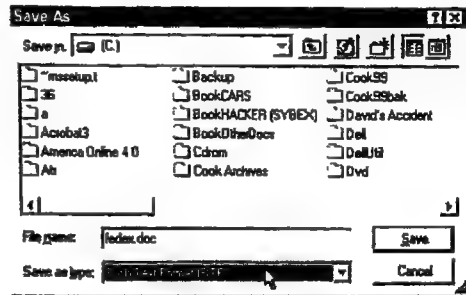 Save As
Save in: (C:)
~mssetup.t
36
a
Acrobat3
America Online 4.0
Backup
BookCARS
BookHACKER (SYBEX)
BookOtherDocs
Cdrom
Cook Archives
Cook99
Cook99bak
David's Accident
Dell
DellUtil
Dvd
File name: fedex.doc
Save
Save as type:
Cancel